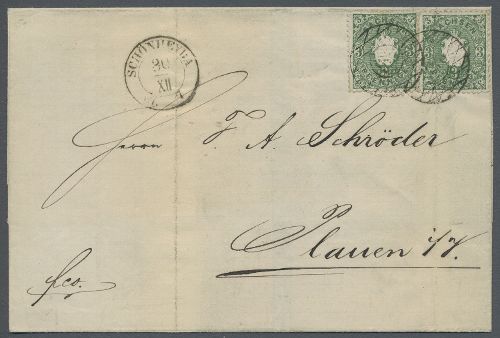 SCHÖNHEYDA
20
XII
Herrn F. A. Schröder
Plauen i/V.
fco.